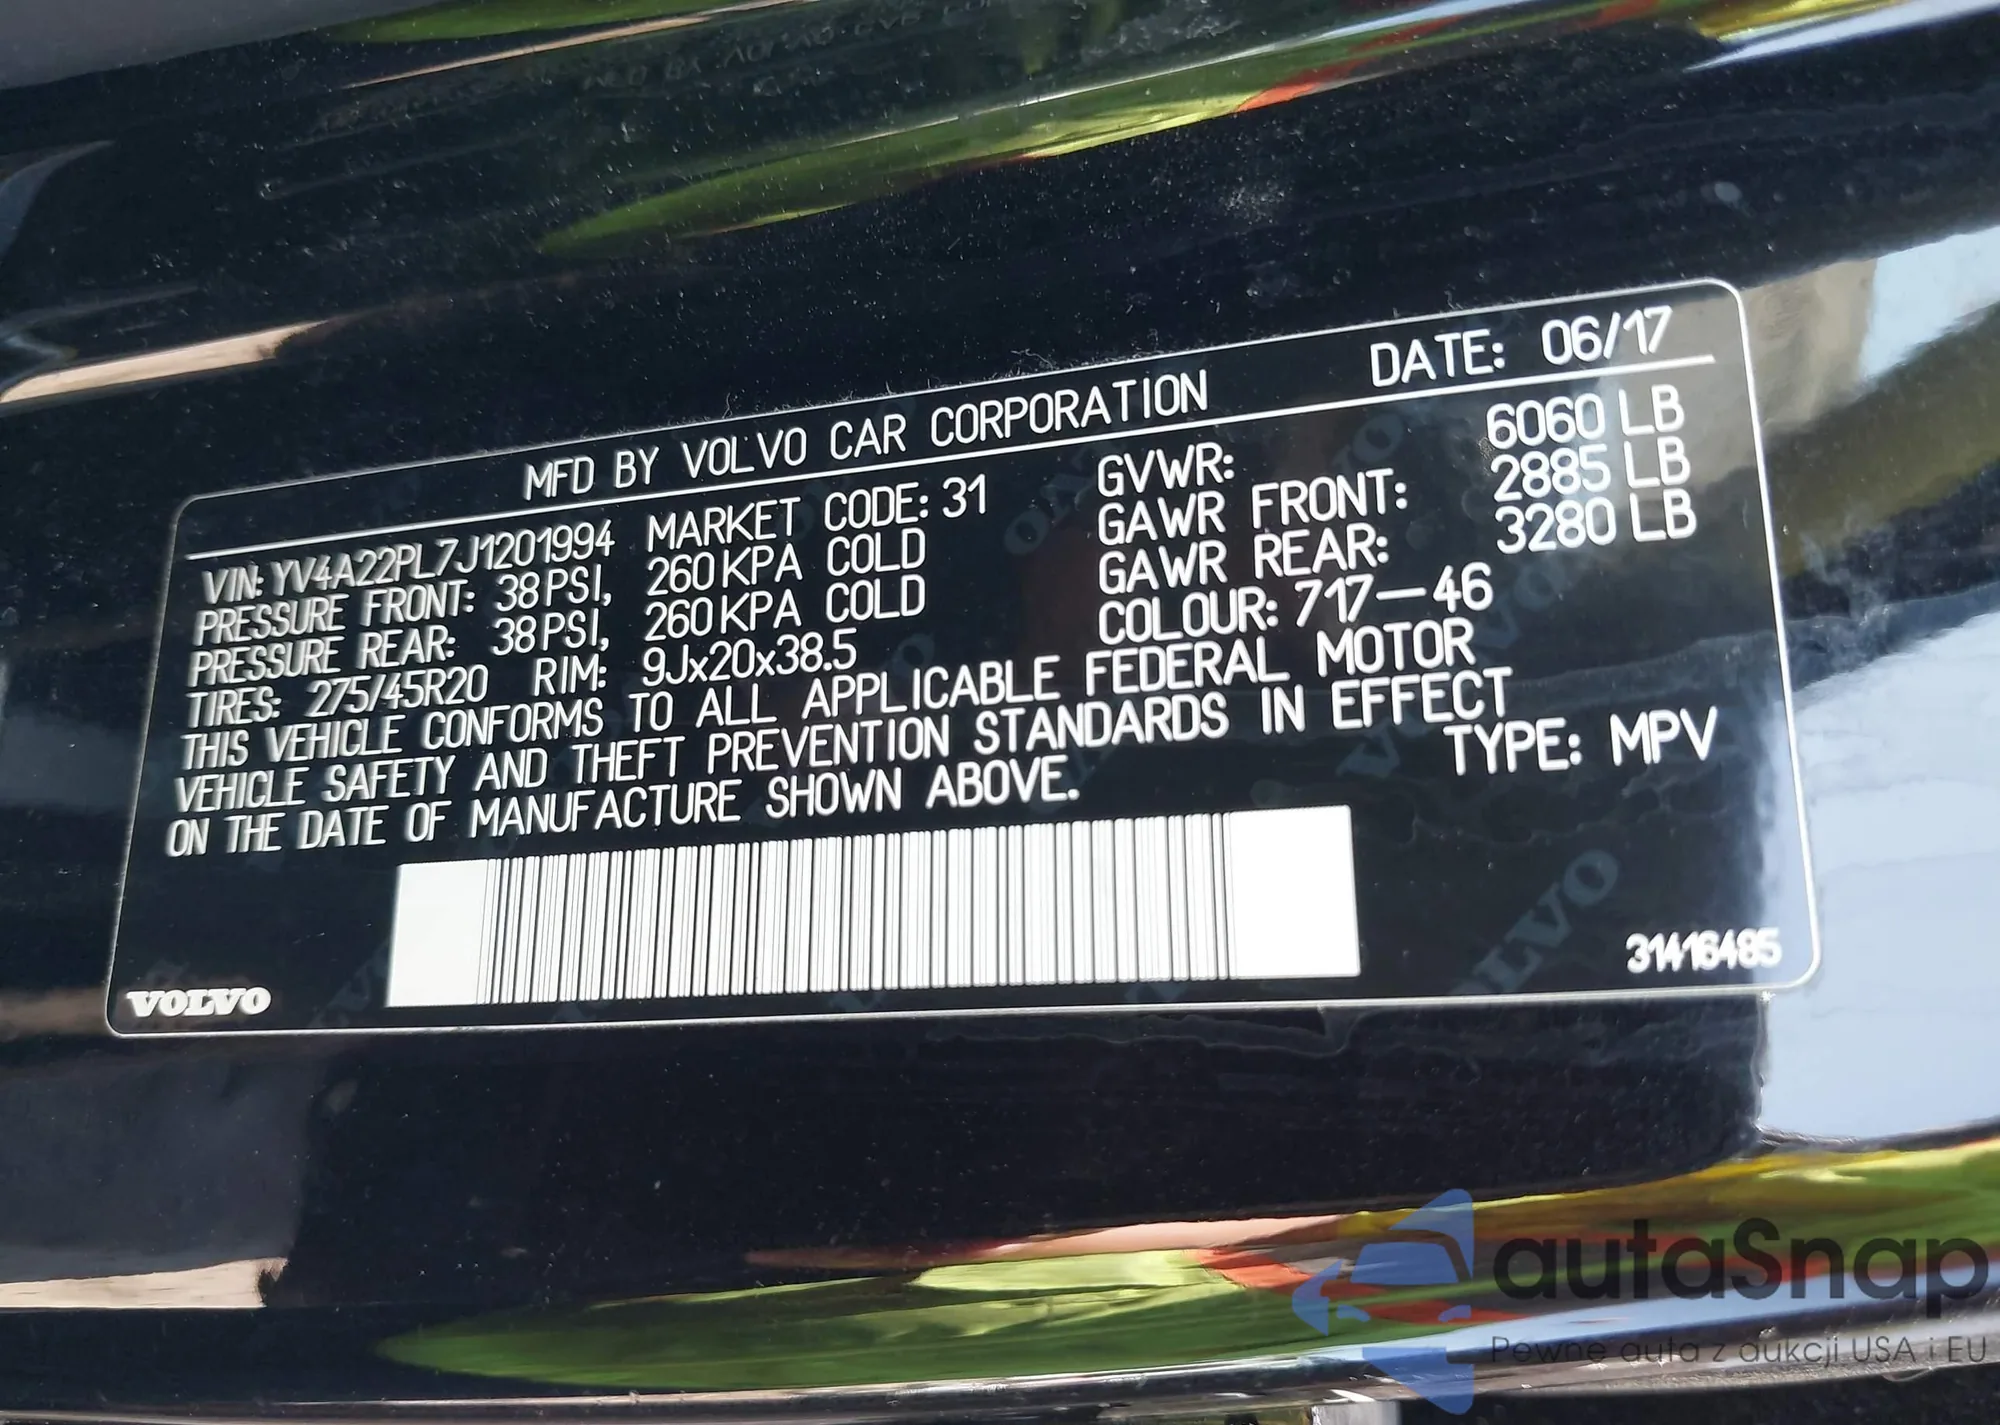 MFD BY VOLVO CAR CORPORATION DATE: 06/17
VIN: YV4A22PL7J1201994 MARKET CODE: 31 GVWR: 6060 LB
PRESSURE FRONT: 38 PSI, 260 KPA COLD GAWR FRONT: 2885 LB
PRESSURE REAR: 38 PSI, 260 KPA COLD GAWR REAR: 3280 LB
TIRES: 275/45R20 RIM: 9Jx20x38.5 COLOUR: 717-46
THIS VEHICLE CONFORMS TO ALL APPLICABLE FEDERAL MOTOR
VEHICLE SAFETY AND THEFT PREVENTION STANDARDS IN EFFECT
ON THE DATE OF MANUFACTURE SHOWN ABOVE. TYPE: MPV
VOLVO 31416485
autaSnap
Pewne auta z aukcji USA i EU